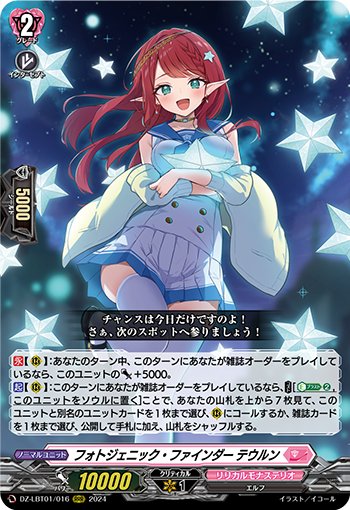 2
グレード
インターセプト
5000
シールド
チャンスは今日だけですのよ！
さぁ、次のスポットへ参りましょう！
永【R】：あなたのターン中、このターンにあなたが雑誌オーダーをプレイしているなら、このユニットの＋5000。
起【R】：このターンにあなたが雑誌オーダーをプレイしているなら、【コスト】[EブラストC2,
このユニットをソウルに置く]ことで、あなたの山札を上から７枚見て、このユニットと別名のユニットカードを１枚まで選び、Rにコールするか、雑誌カードを１枚まで選び、公開して手札に加え、山札をシャッフルする。
ノーマルユニット
フォトジェニック・ファインダー テウルン
リリカルモナステリオ
パワー
10000
クリティカル
1
エルフ
DZ-LBT01/016 RRR 2024
イラスト／イコール